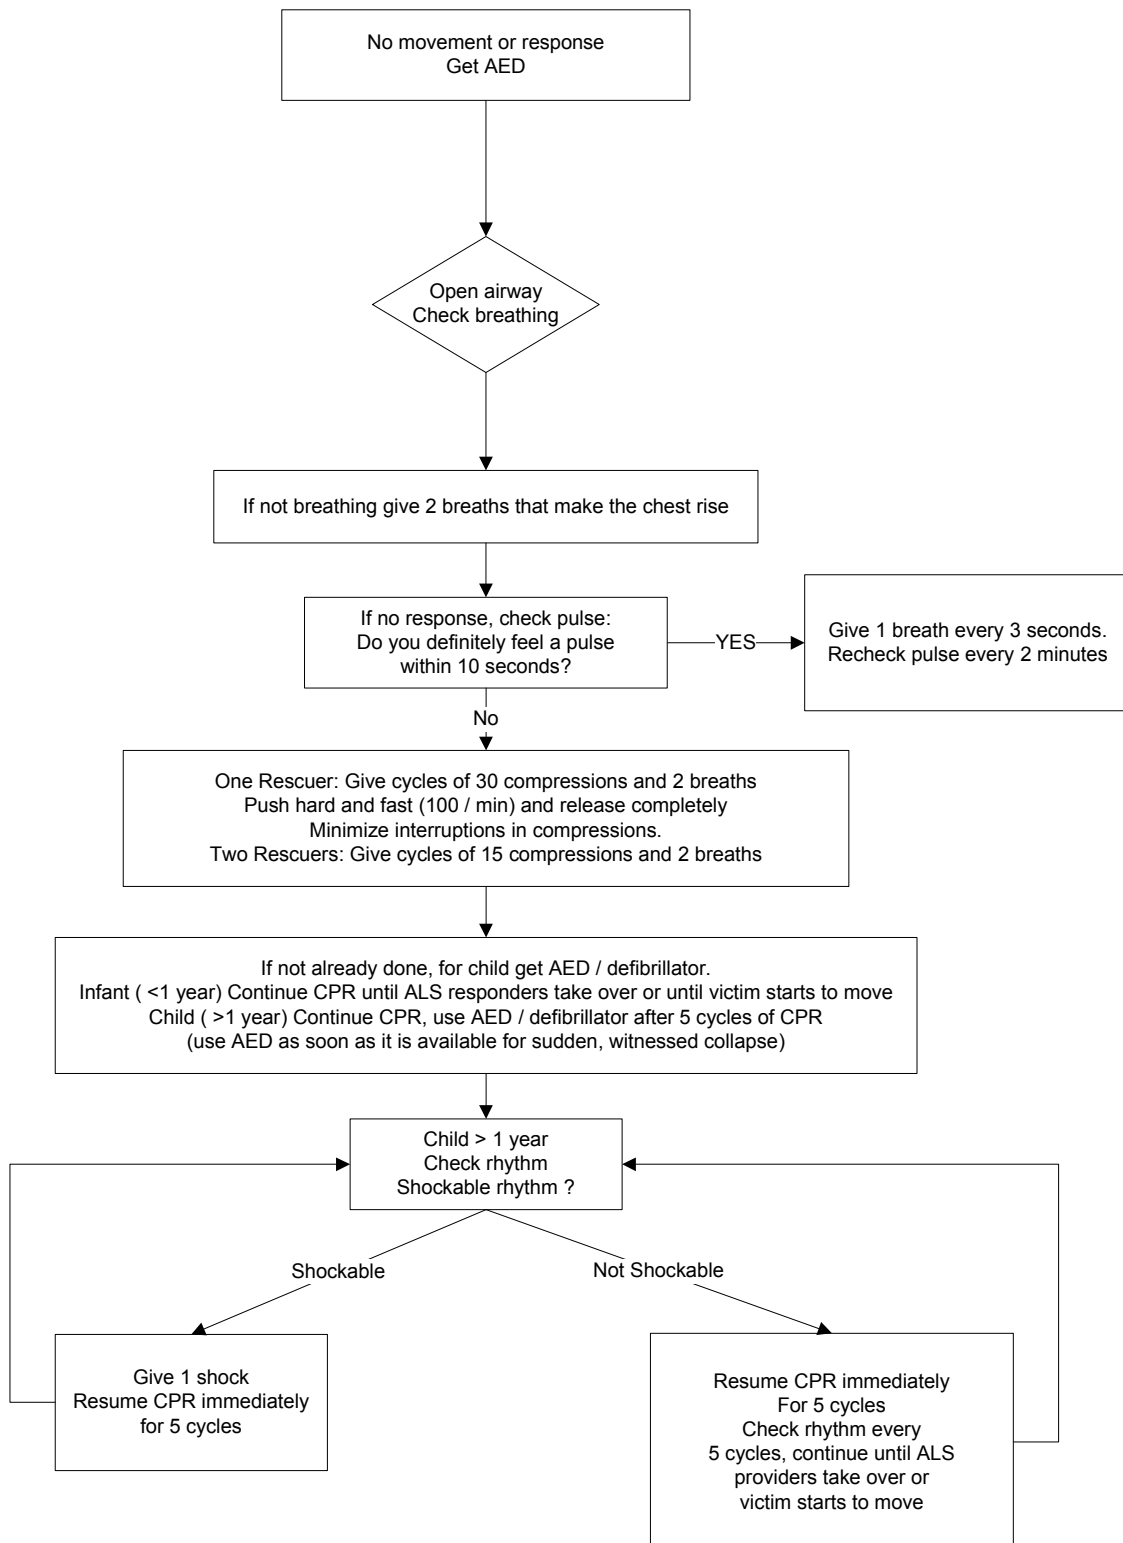 No movement or response
Get AED
Open airway
Check breathing
If not breathing give 2 breaths that make the chest rise
If no response, check pulse:
Do you definitely feel a pulse
within 10 seconds?
YES
Give 1 breath every 3 seconds.
Recheck pulse every 2 minutes
No
One Rescuer: Give cycles of 30 compressions and 2 breaths
Push hard and fast (100 / min) and release completely
Minimize interruptions in compressions.
Two Rescuers: Give cycles of 15 compressions and 2 breaths
If not already done, for child get AED / defibrillator.
Infant ( <1 year) Continue CPR until ALS responders take over or until victim starts to move
Child ( >1 year) Continue CPR, use AED / defibrillator after 5 cycles of CPR
(use AED as soon as it is available for sudden, witnessed collapse)
Child > 1 year
Check rhythm
Shockable rhythm ?
Shockable
Not Shockable
Give 1 shock
Resume CPR immediately
for 5 cycles
Resume CPR immediately
For 5 cycles
Check rhythm every
5 cycles, continue until ALS
providers take over or
victim starts to move